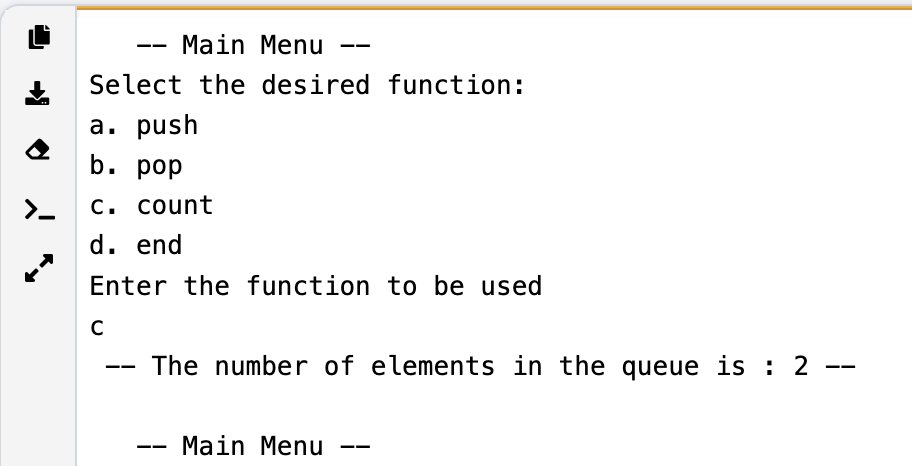 -- Main Menu --
Select the desired function:
a. push
b. pop
c. count
d. end
Enter the function to be used
c
-- The number of elements in the queue is : 2 --
-- Main Menu --